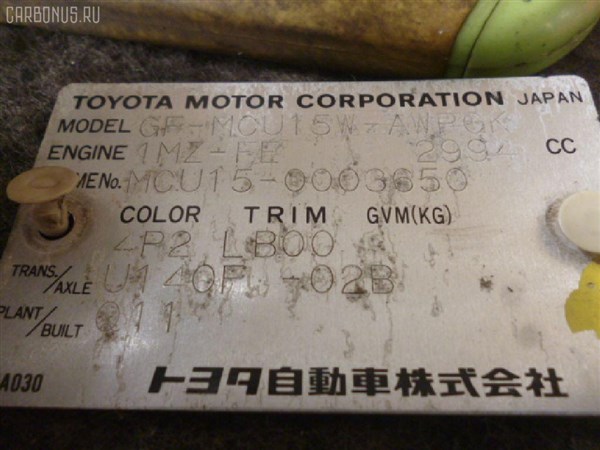 CARBONUS.RU
TOYOTA MOTOR CORPORATION JAPAN
MODEL GF-MCU15W-AWPGK
ENGINE 1MZ-FE 2994 CC
MENo. MCU15-0003650
COLOR TRIM GVM(KG)
4P2 LB00
TRANS./AXLE U140F -02B
PLANT/BUILT 011
A030 トヨタ自動車株式会社